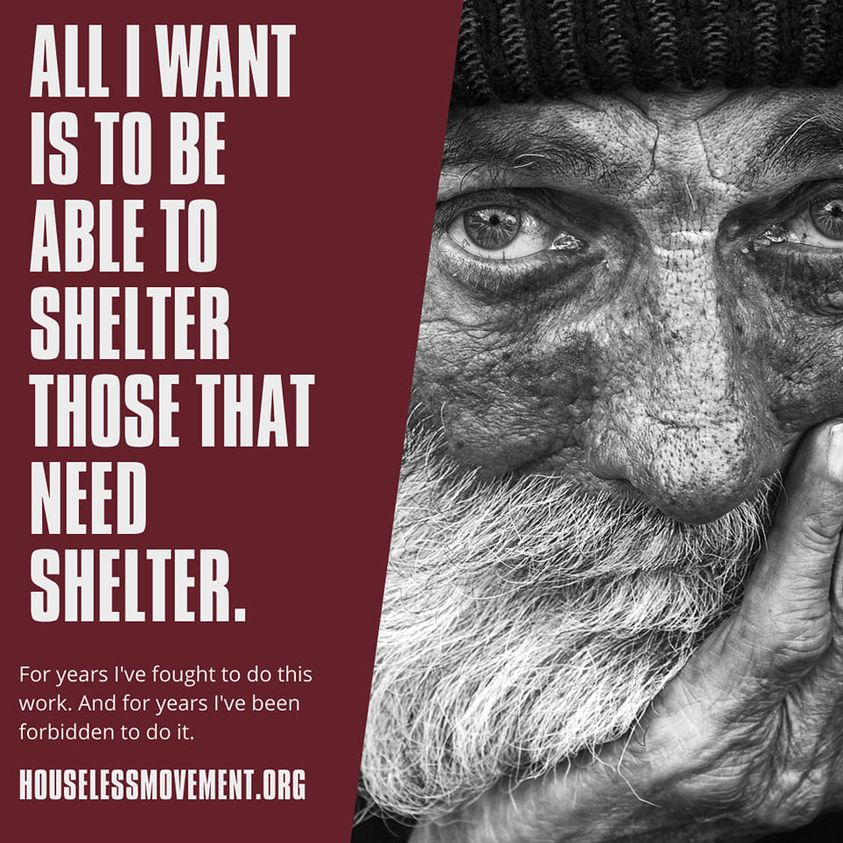 ALL I WANT
IS TO BE
ABLE TO
SHELTER
THOSE THAT
NEED
SHELTER.
For years I've fought to do this
work. And for years I've been
forbidden to do it.
HOUSELESSMOVEMENT.ORG